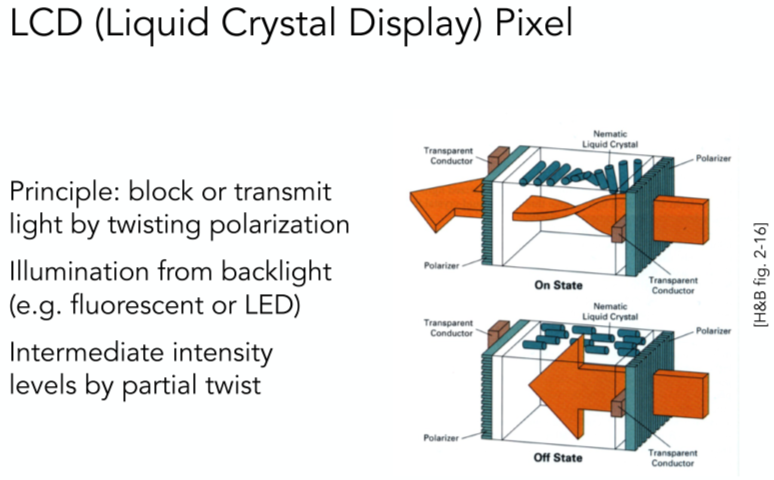 LCD (Liquid Crystal Display) Pixel
Principle: block or transmit
light by twisting polarization
Illumination from backlight
(e.g. fluorescent or LED)
Intermediate intensity
levels by partial twist
Nematic
Liquid Crystal
Transparent
Conductor
Polarizer
Polarizer
Transparent
Conductor
On State
Nematic
Liquid Crystal
Transparent
Conductor
Polarizer
Polarizer
Transparent
Conductor
Off State
[H&B fig. 2-16]